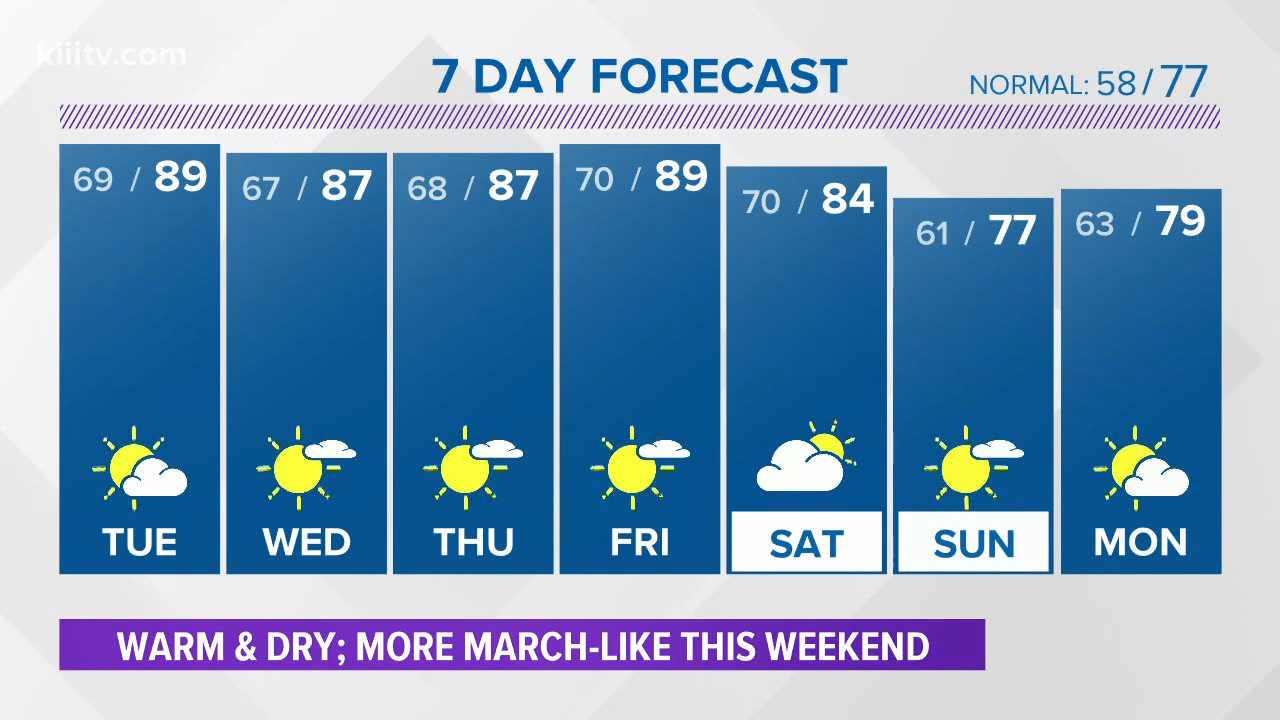 kiiitv.com
7 DAY FORECAST
NORMAL: 58 / 77
69 / 89
67 / 87
68 / 87
70 / 89
70 / 84
61 / 77
63 / 79
TUE
WED
THU
FRI
SAT
SUN
MON
WARM & DRY; MORE MARCH-LIKE THIS WEEKEND